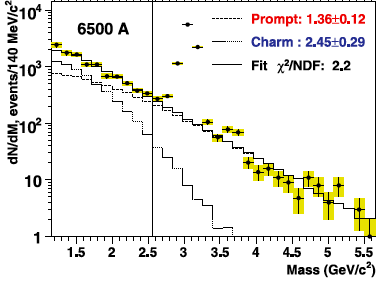 dN/dM, events/140 MeV/c²
10⁴
10³
10²
10
1
6500 A
Prompt: 1.36±0.12
Charm : 2.45±0.29
Fit χ²/NDF: 2.2
1.5 2 2.5 3 3.5 4 4.5 5 5.5
Mass (GeV/c²)